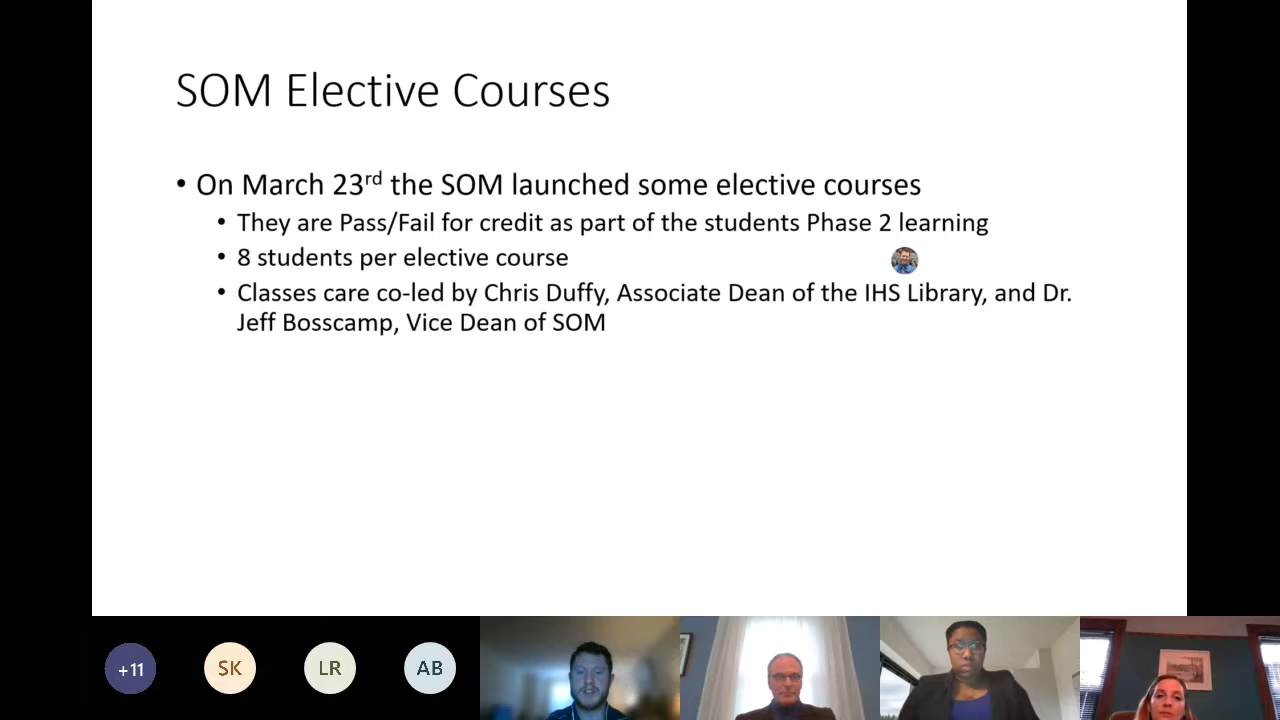 SOM Elective Courses
• On March 23rd the SOM launched some elective courses
• They are Pass/Fail for credit as part of the students Phase 2 learning
• 8 students per elective course
• Classes care co-led by Chris Duffy, Associate Dean of the IHS Library, and Dr.
Jeff Bosscamp, Vice Dean of SOM
+11 SK LR AB